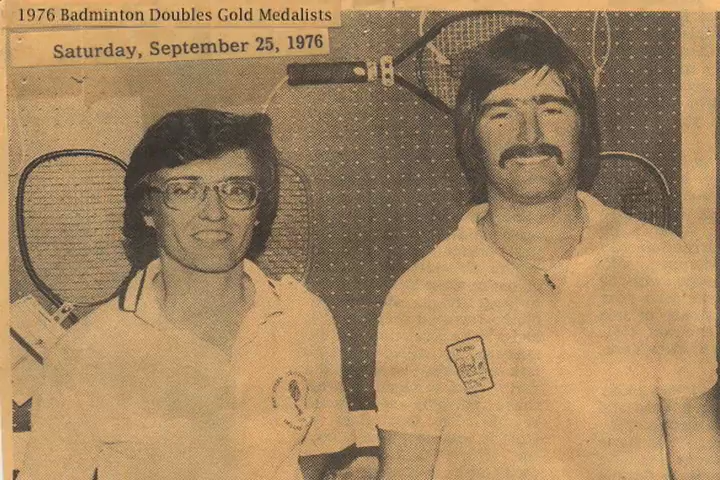 1976 Badminton Doubles Gold Medalists
Saturday, September 25, 1976